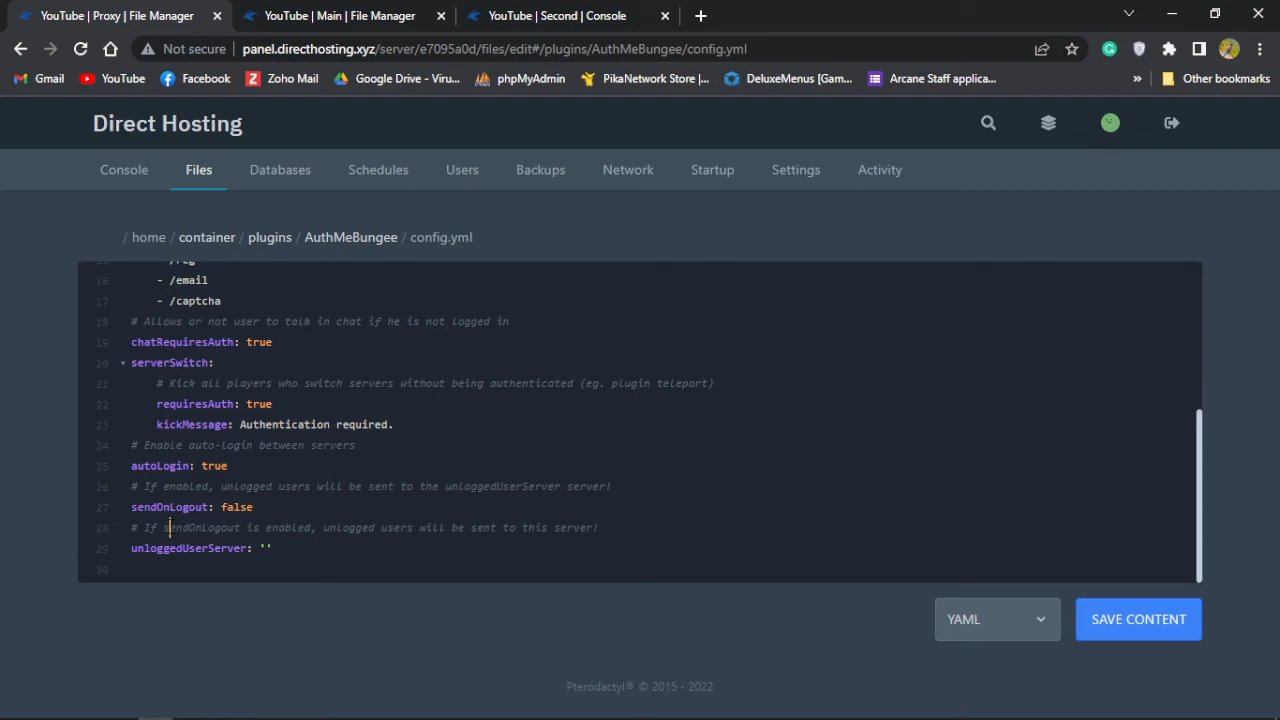 YouTube | Proxy | File Manager
YouTube | Main | File Manager
YouTube | Second | Console
Not secure
panel.directhosting.xyz/server/e7095a0d/files/edit#/plugins/AuthMeBungee/config.yml
Gmail
YouTube
Facebook
Zoho Mail
Google Drive - Viru...
phpMyAdmin
PikaNetwork Store |...
DeluxeMenus [Gam...
Arcane Staff applica...
»
Other bookmarks
Direct Hosting
Console
Files
Databases
Schedules
Users
Backups
Network
Startup
Settings
Activity
/ home / container / plugins / AuthMeBungee / config.yml
16 - /email
17 - /captcha
18 # Allows or not user to talk in chat if he is not logged in
19 chatRequiresAuth: true
20 serverSwitch:
21 # Kick all players who switch servers without being authenticated (eg. plugin teleport)
22 requiresAuth: true
23 kickMessage: Authentication required.
24 # Enable auto-login between servers
25 autoLogin: true
26 # If enabled, unlogged users will be sent to the unloggedUserServer server!
27 sendOnLogout: false
28 # If sendOnLogout is enabled, unlogged users will be sent to this server!
29 unloggedUserServer: ''
30
YAML
SAVE CONTENT
Pterodactyl® © 2015 - 2022